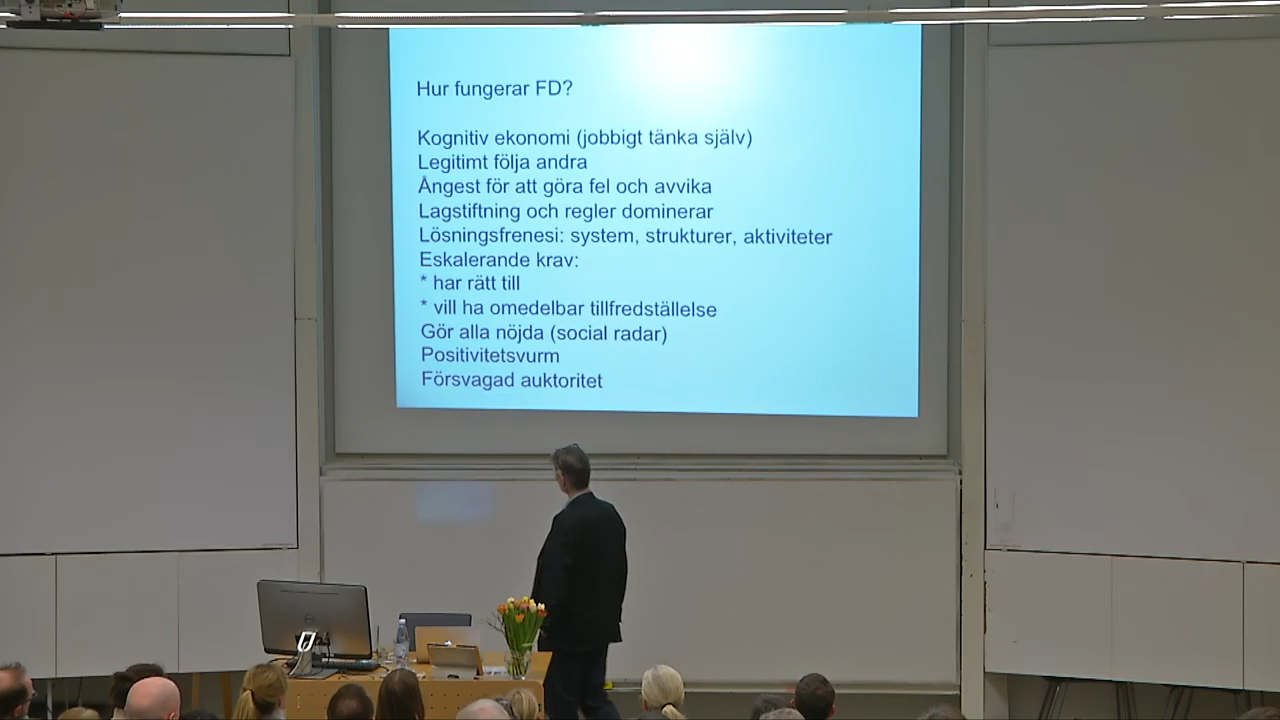 Hur fungerar FD?
Kognitiv ekonomi (jobbigt tänka själv)
Legitimt följa andra
Ångest för att göra fel och avvika
Lagstiftning och regler dominerar
Lösningsfrenesi: system, strukturer, aktiviteter
Eskalerande krav:
* har rätt till
* vill ha omedelbar tillfredställelse
Gör alla nöjda (social radar)
Positivitetsvurm
Försvagad auktoritet